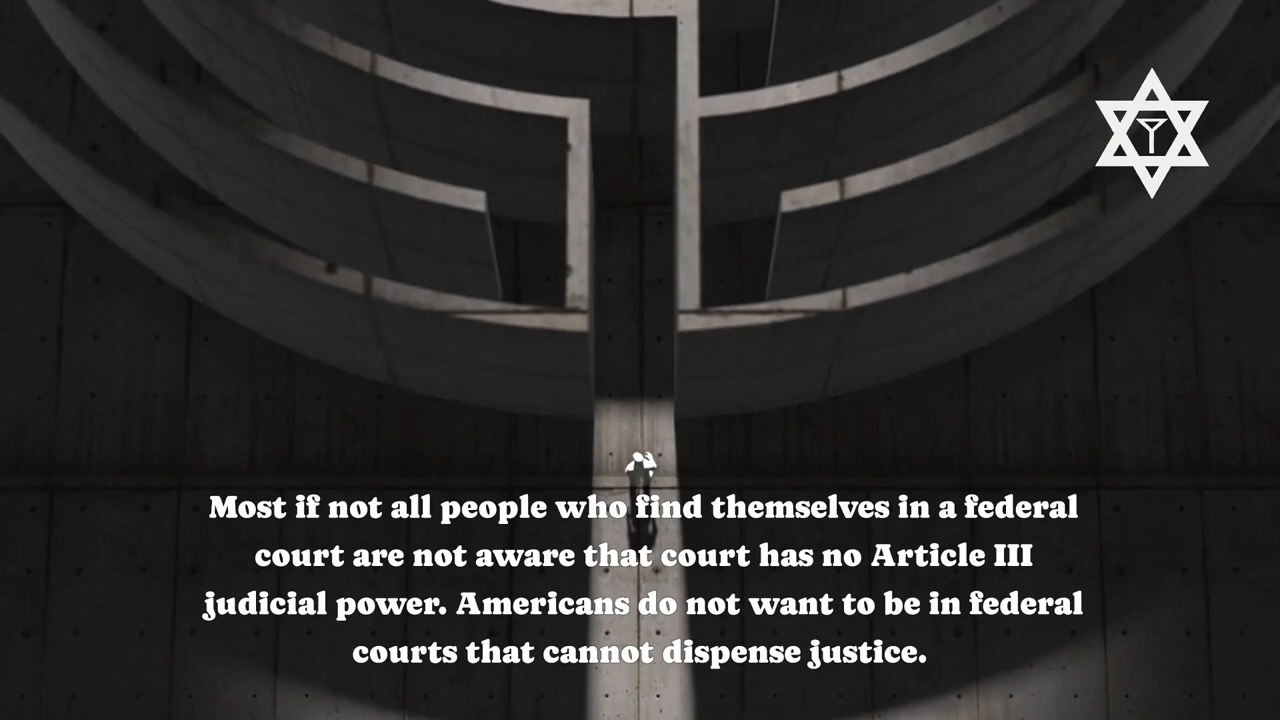 Most if not all people who find themselves in a federal
court are not aware that court has no Article III
judicial power. Americans do not want to be in federal
courts that cannot dispense justice.